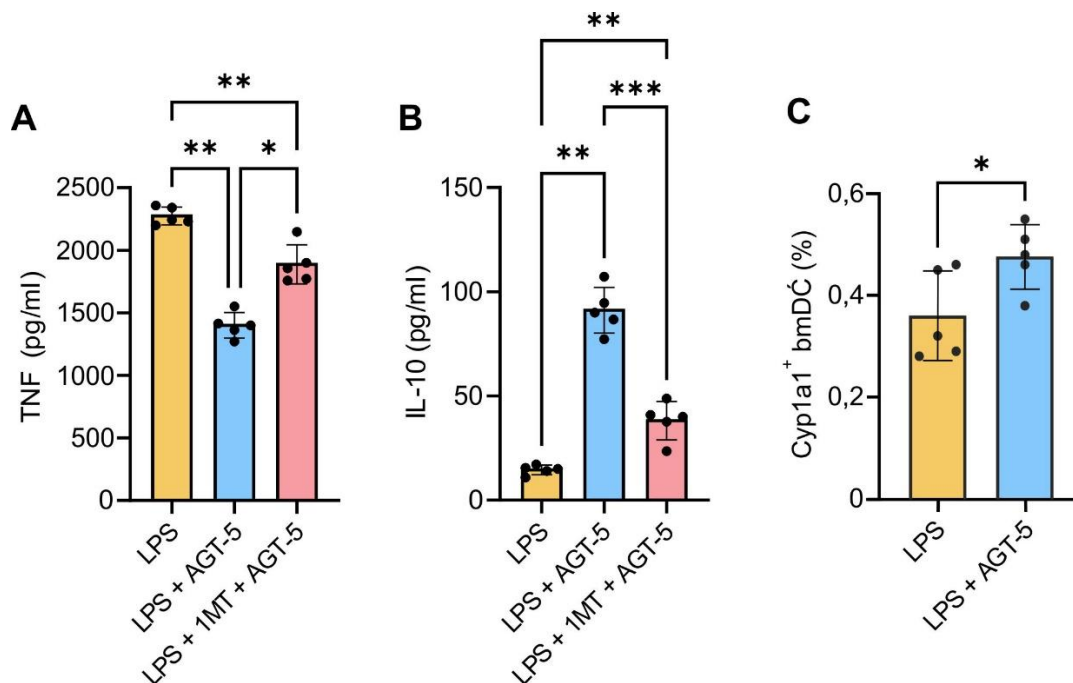 A
TNF (pg/ml)
2500
2000
1500
1000
500
0
**
**
*
LPS
LPS + AGT-5
LPS + 1MT + AGT-5
B
IL-10 (pg/ml)
150
100
50
0
**
***
**
LPS
LPS + AGT-5
LPS + 1MT + AGT-5
C
Cyp1a1+ bmDĆ (%)
0,6
0,4
0,2
0
*
LPS
LPS + AGT-5